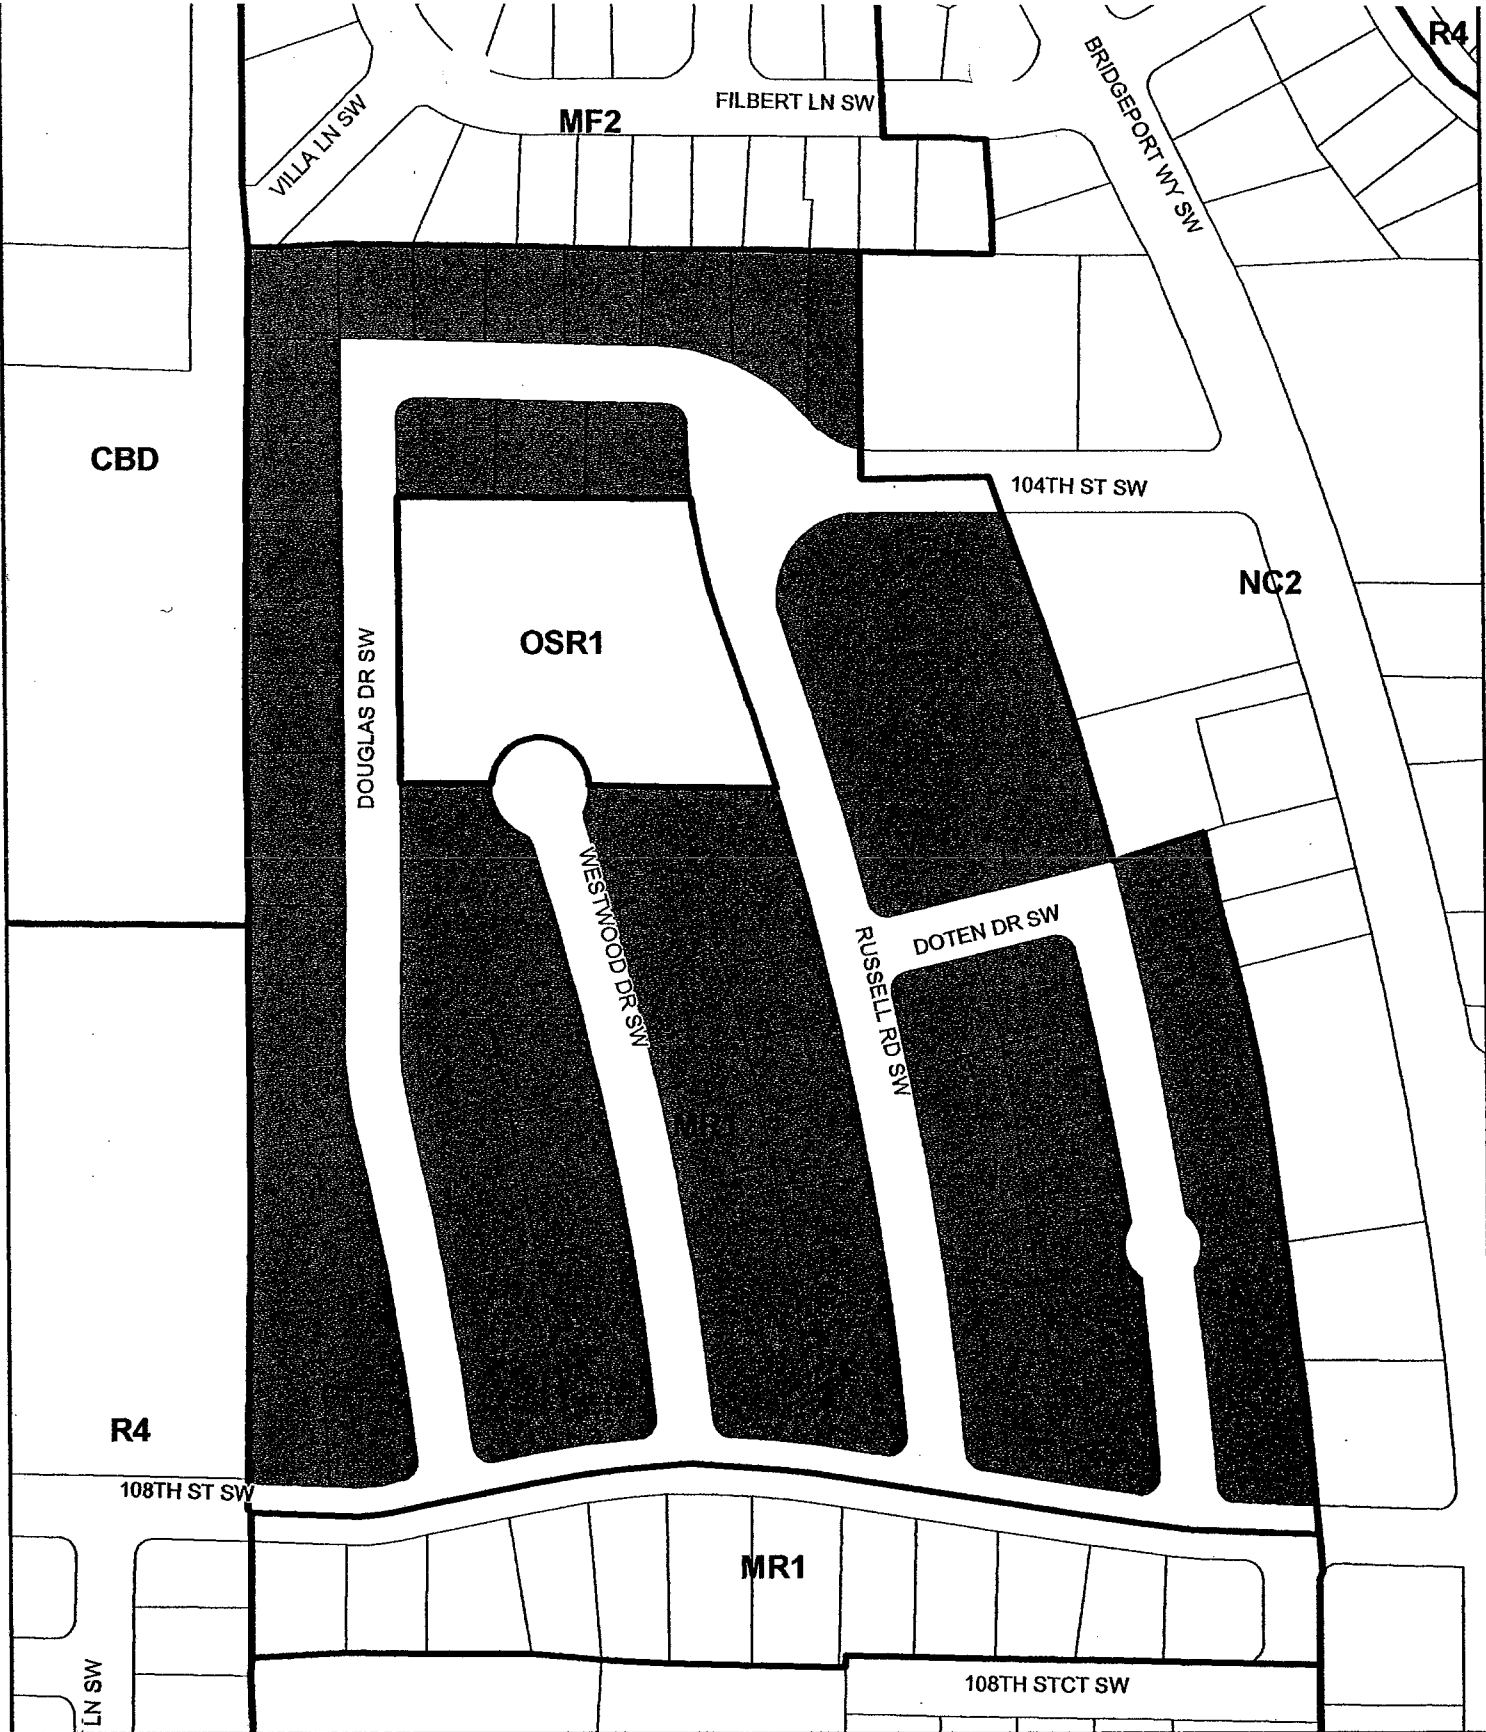 R4
BRIDGEPORT WY SW
FILBERT LN SW
MF2
VILLA LN SW
CBD
104TH ST SW
NC2
OSR1
DOUGLAS DR SW
WESTWOOD DR SW
DOTEN DR SW
RUSSELL RD SW
R4
108TH ST SW
MR1
LN SW
108TH STCT SW